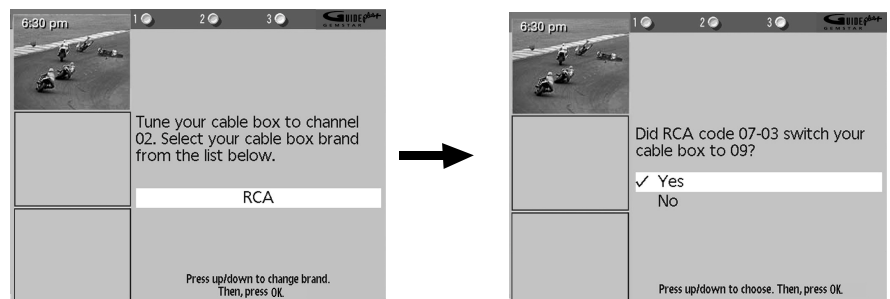 6:30 pm
1 2 3 GUIDE Plus+
GEMSTAR
Tune your cable box to channel
02. Select your cable box brand
from the list below.
RCA
Press up/down to change brand.
Then, press OK.
6:30 pm
1 2 3 GUIDE Plus+
GEMSTAR
Did RCA code 07-03 switch your
cable box to 09?
✓ Yes
No
Press up/down to choose. Then, press OK.